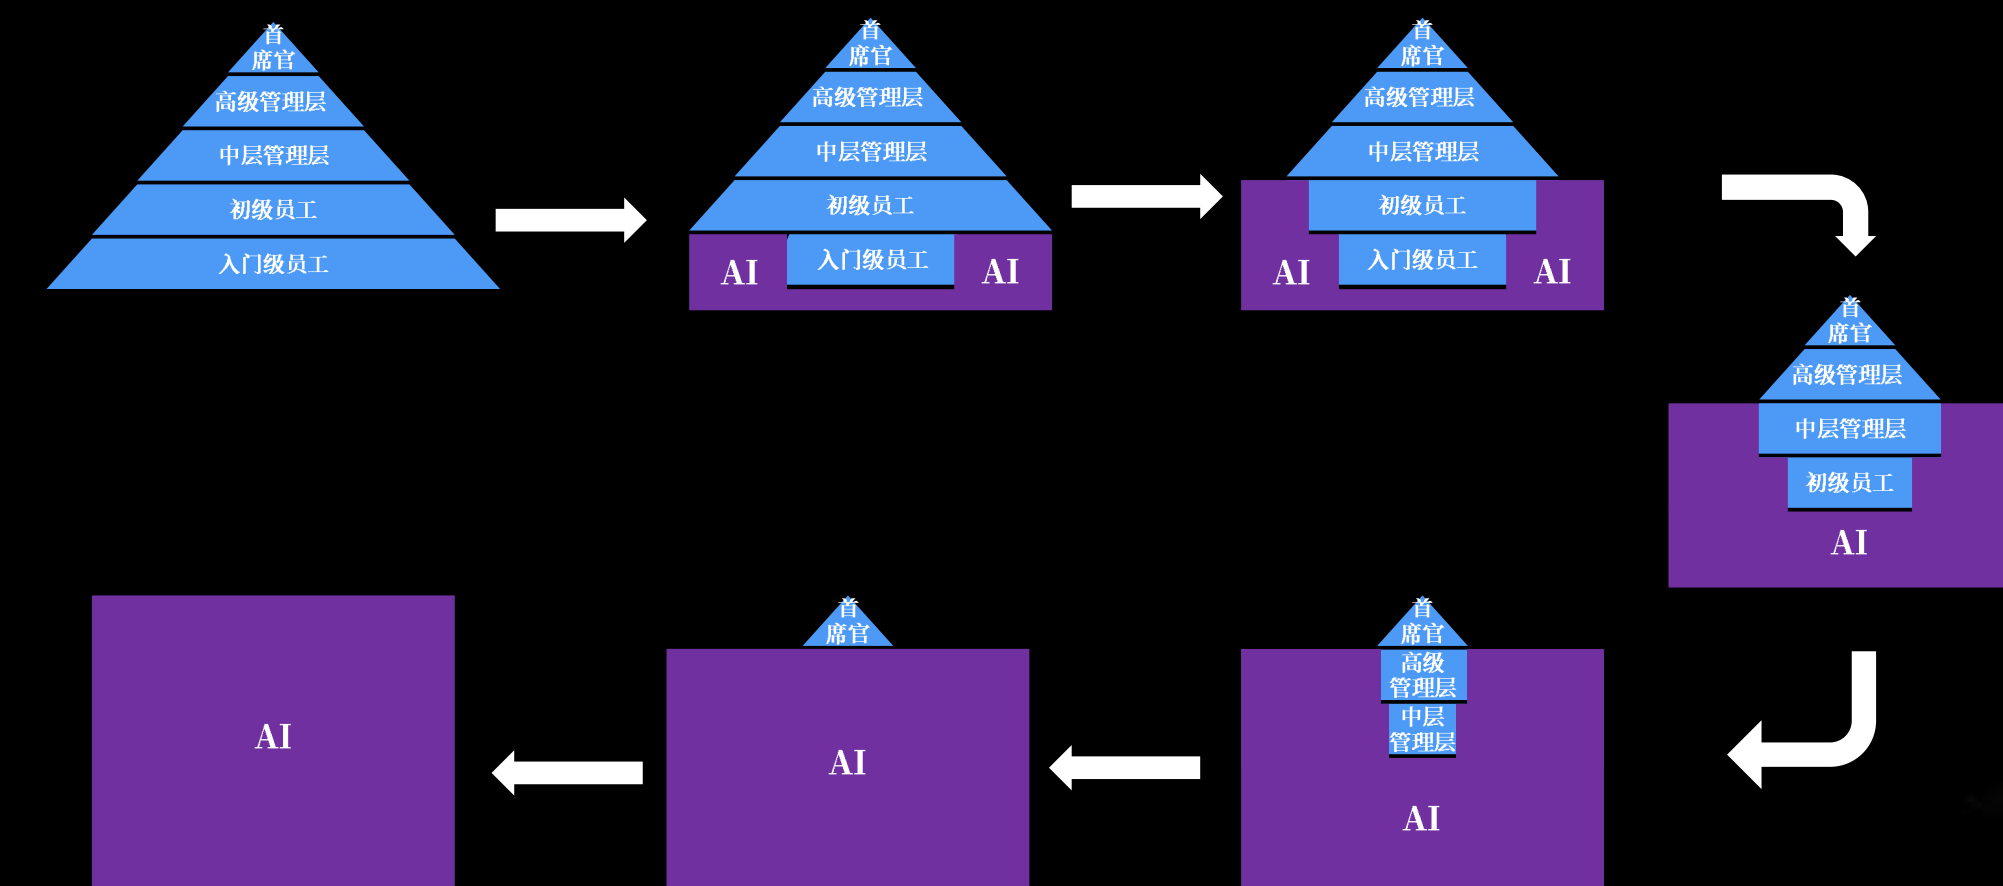 首
席官
高级管理层
中层管理层
初级员工
入门级员工
首
席官
高级管理层
中层管理层
初级员工
AI
入门级员工
AI
首
席官
高级管理层
中层管理层
初级员工
AI
入门级员工
AI
首
席官
高级管理层
中层管理层
初级员工
AI
首
席官
高级
管理层
中层
管理层
AI
首
席官
AI
AI